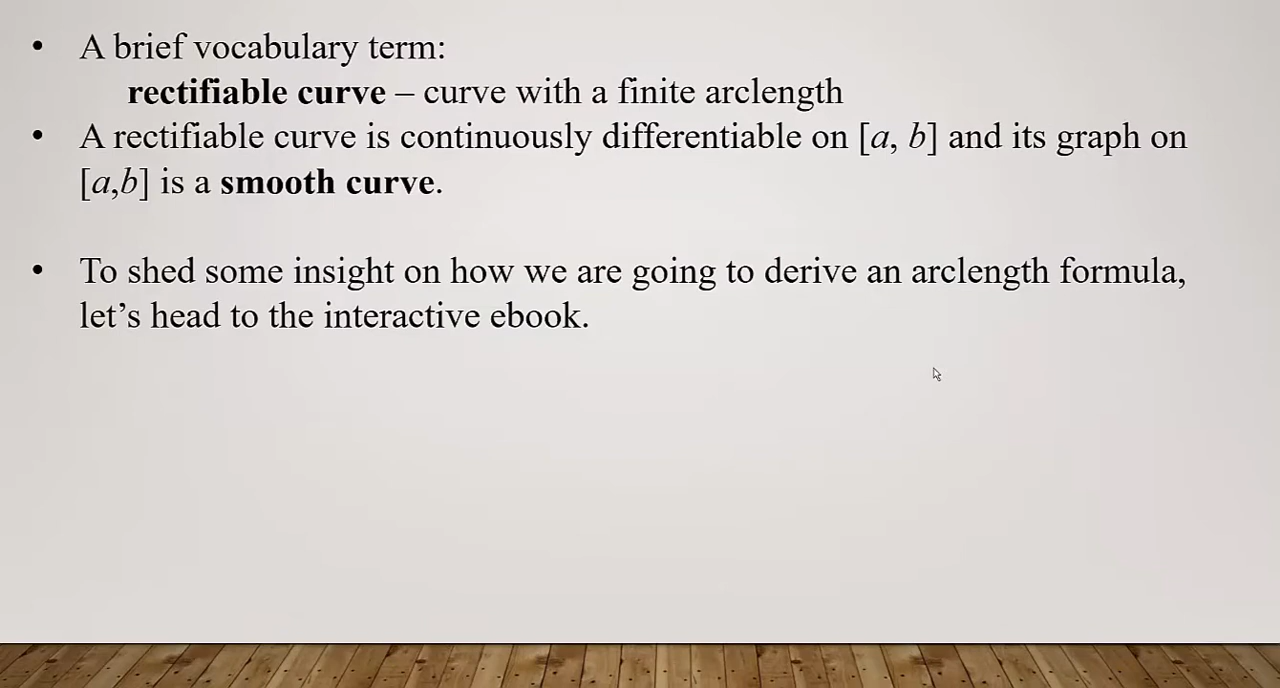 • A brief vocabulary term:
rectifiable curve – curve with a finite arclength
• A rectifiable curve is continuously differentiable on [a, b] and its graph on
[a,b] is a smooth curve.
• To shed some insight on how we are going to derive an arclength formula,
let’s head to the interactive ebook.